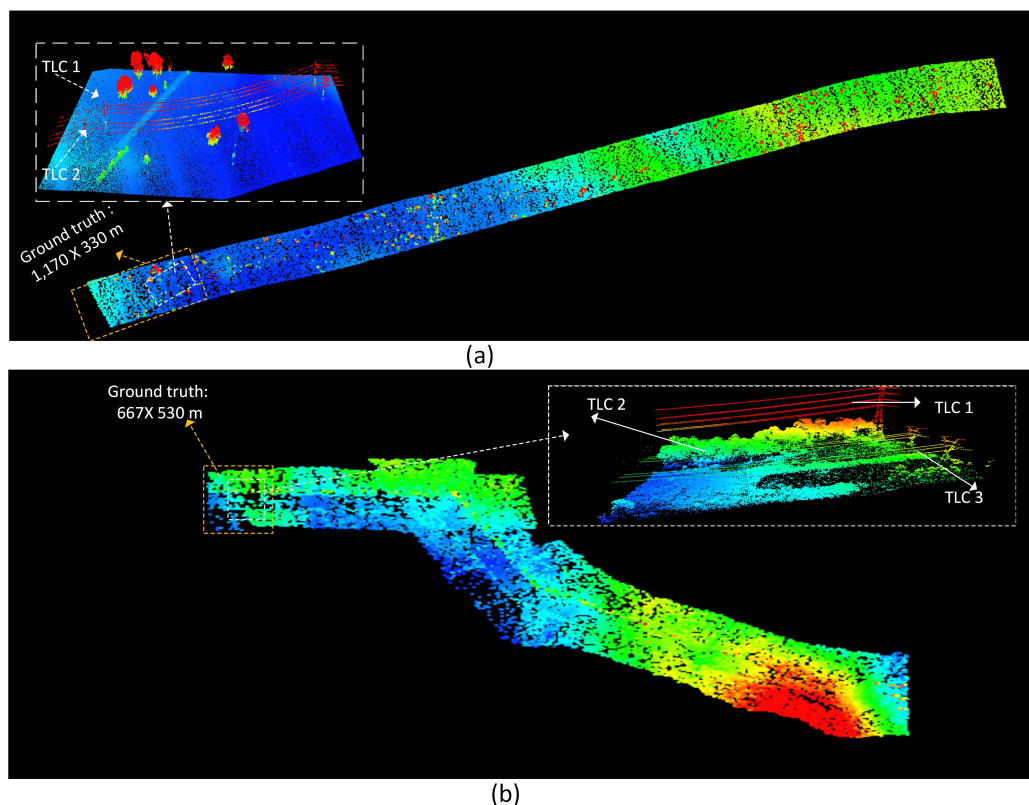 TLC 1
TLC 2
Ground truth :
1,170 X 330 m
(a)
Ground truth:
667X 530 m
TLC 2
TLC 1
TLC 3
(b)